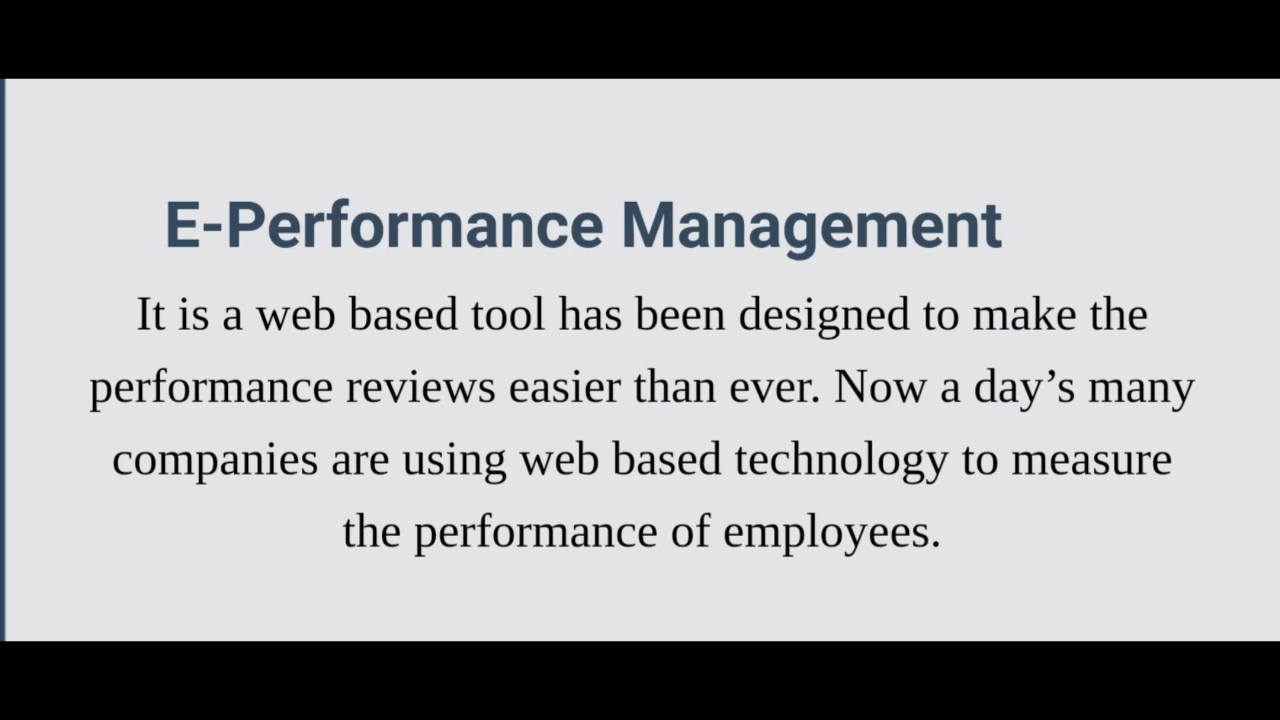 E-Performance Management
It is a web based tool has been designed to make the
performance reviews easier than ever. Now a day’s many
companies are using web based technology to measure
the performance of employees.